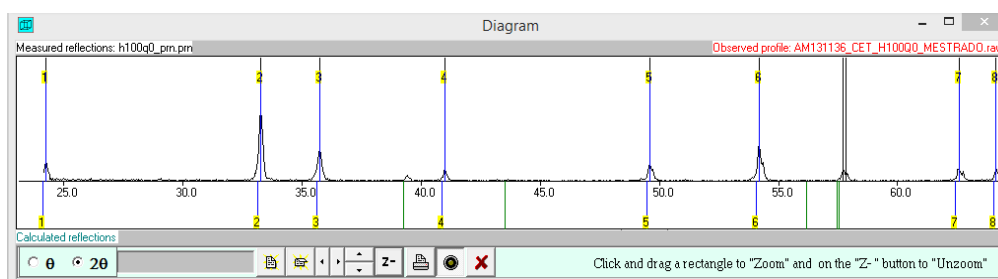 Diagram
Measured reflections: h100q0_prn.prn Observed profile: AM131136_CET_H100Q0_MESTRADO.raw
1 2 3 4 5 6 7 8
25.0 30.0 35.0 40.0 45.0 50.0 55.0 60.0
1 2 3 4 5 6 7 8
Calculated reflections
θ 2θ Z- Click and drag a rectangle to "Zoom" and on the "Z-" button to "Unzoom"